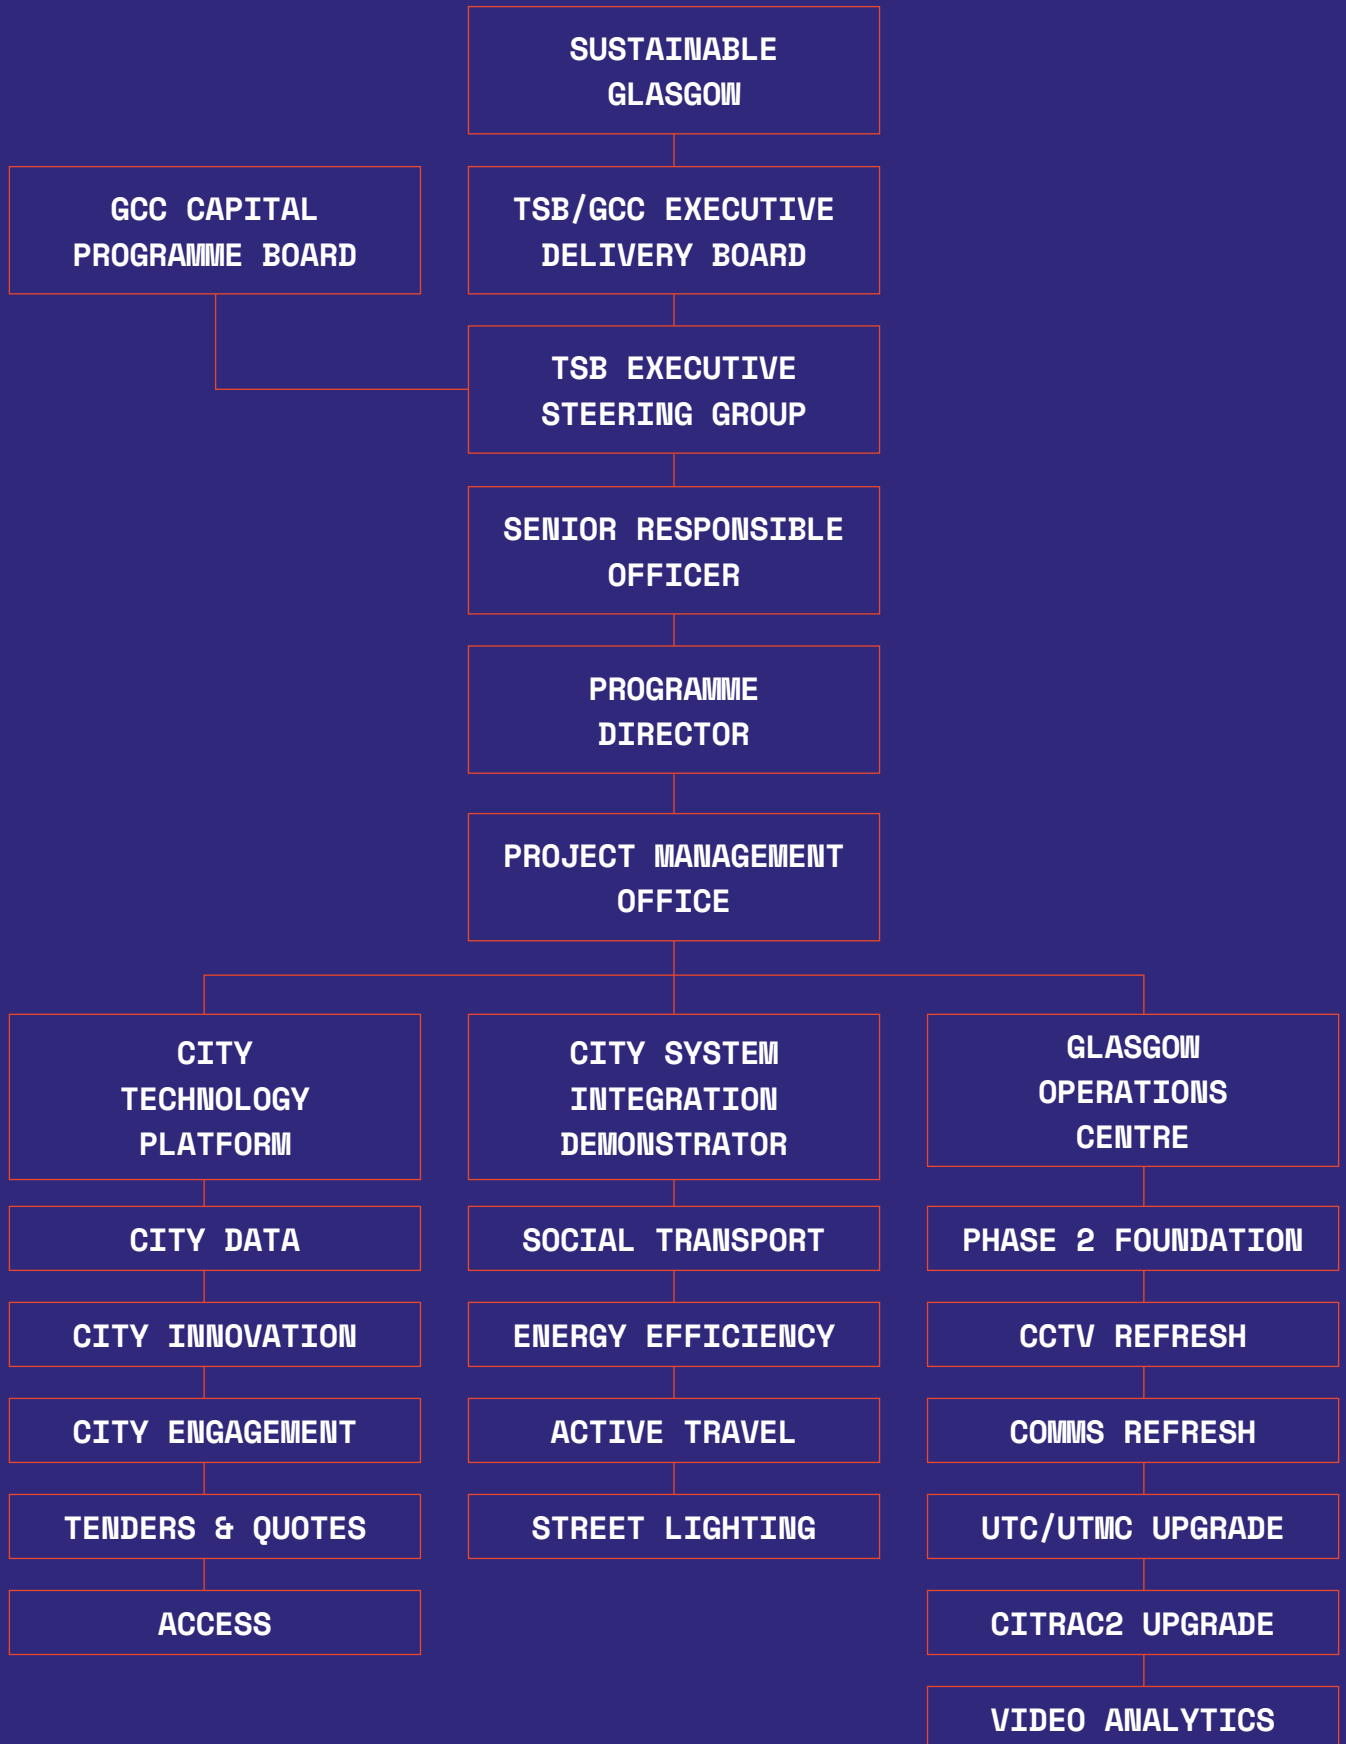 SUSTAINABLE
GLASGOW
GCC CAPITAL
PROGRAMME BOARD
TSB/GCC EXECUTIVE
DELIVERY BOARD
TSB EXECUTIVE
STEERING GROUP
SENIOR RESPONSIBLE
OFFICER
PROGRAMME
DIRECTOR
PROJECT MANAGEMENT
OFFICE
CITY
TECHNOLOGY
PLATFORM
CITY DATA
CITY INNOVATION
CITY ENGAGEMENT
TENDERS & QUOTES
ACCESS
CITY SYSTEM
INTEGRATION
DEMONSTRATOR
SOCIAL TRANSPORT
ENERGY EFFICIENCY
ACTIVE TRAVEL
STREET LIGHTING
GLASGOW
OPERATIONS
CENTRE
PHASE 2 FOUNDATION
CCTV REFRESH
COMMS REFRESH
UTC/UTMC UPGRADE
CITRAC2 UPGRADE
VIDEO ANALYTICS